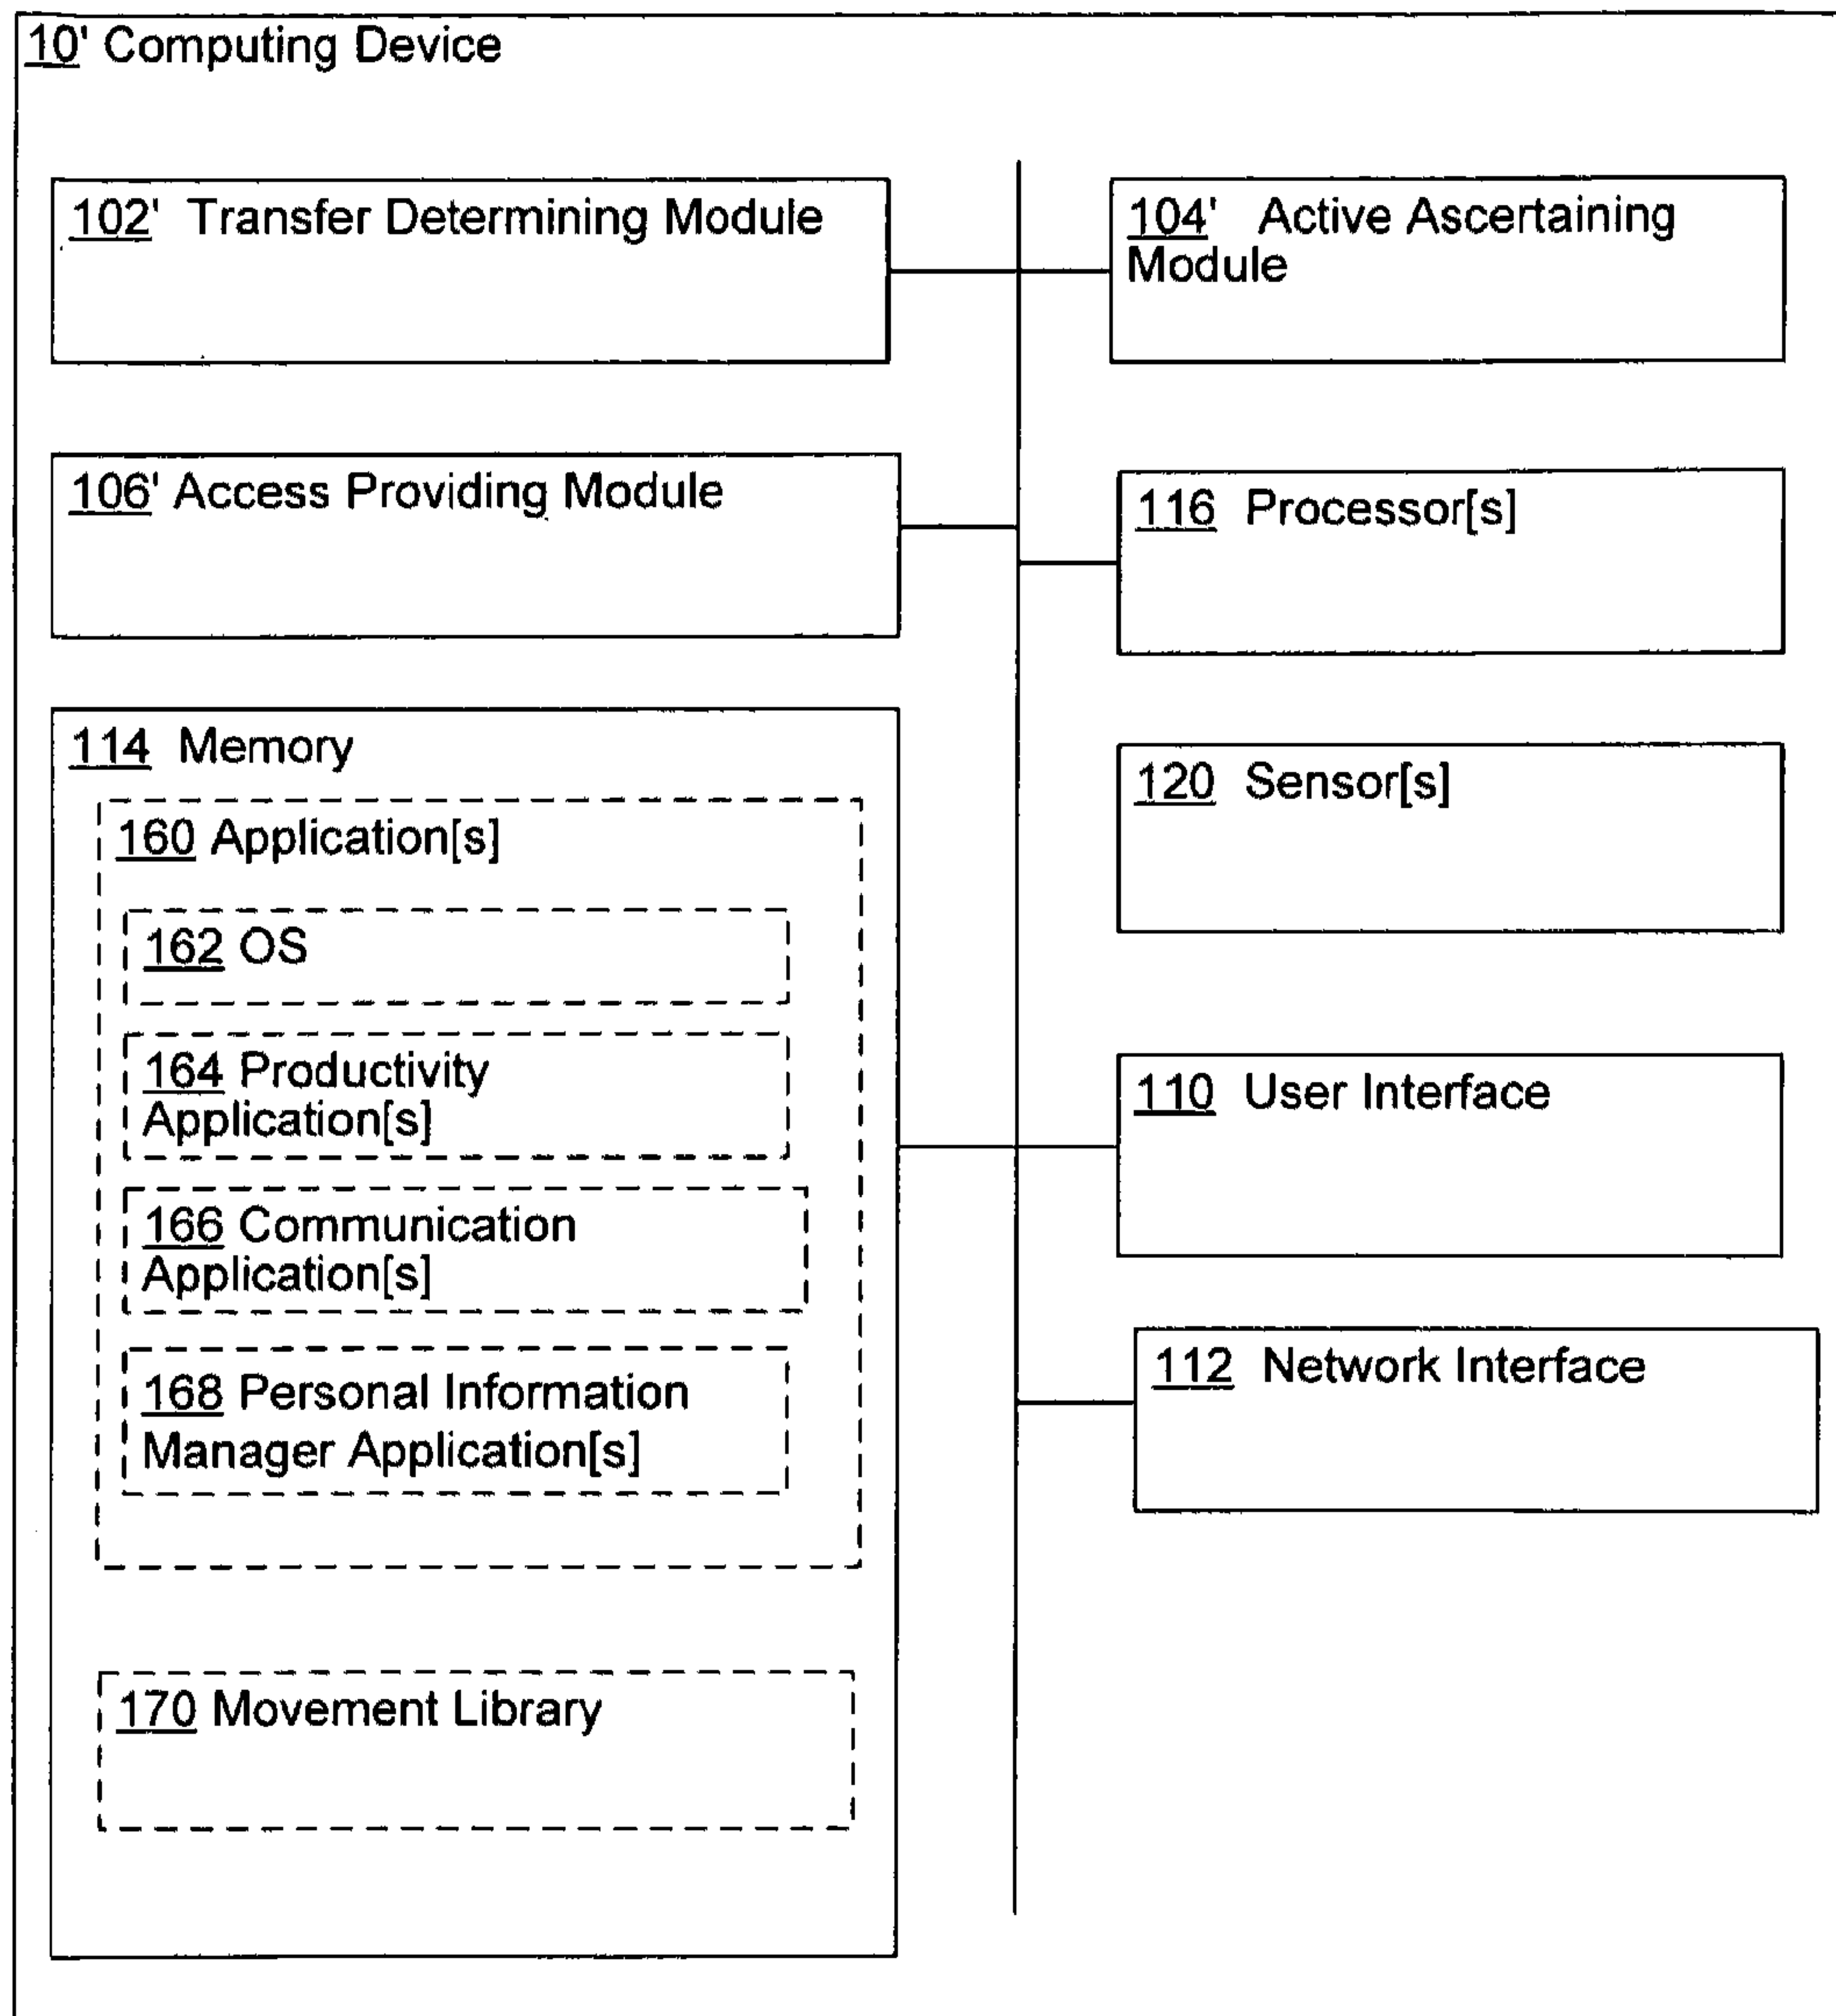 10' Computing Device
102' Transfer Determining Module
104' Active Ascertaining
Module
106' Access Providing Module
116 Processor[s]
114 Memory
160 Application[s]
162 OS
164 Productivity
Application[s]
166 Communication
Application[s]
168 Personal Information
Manager Application[s]
170 Movement Library
120 Sensor[s]
110 User Interface
112 Network Interface